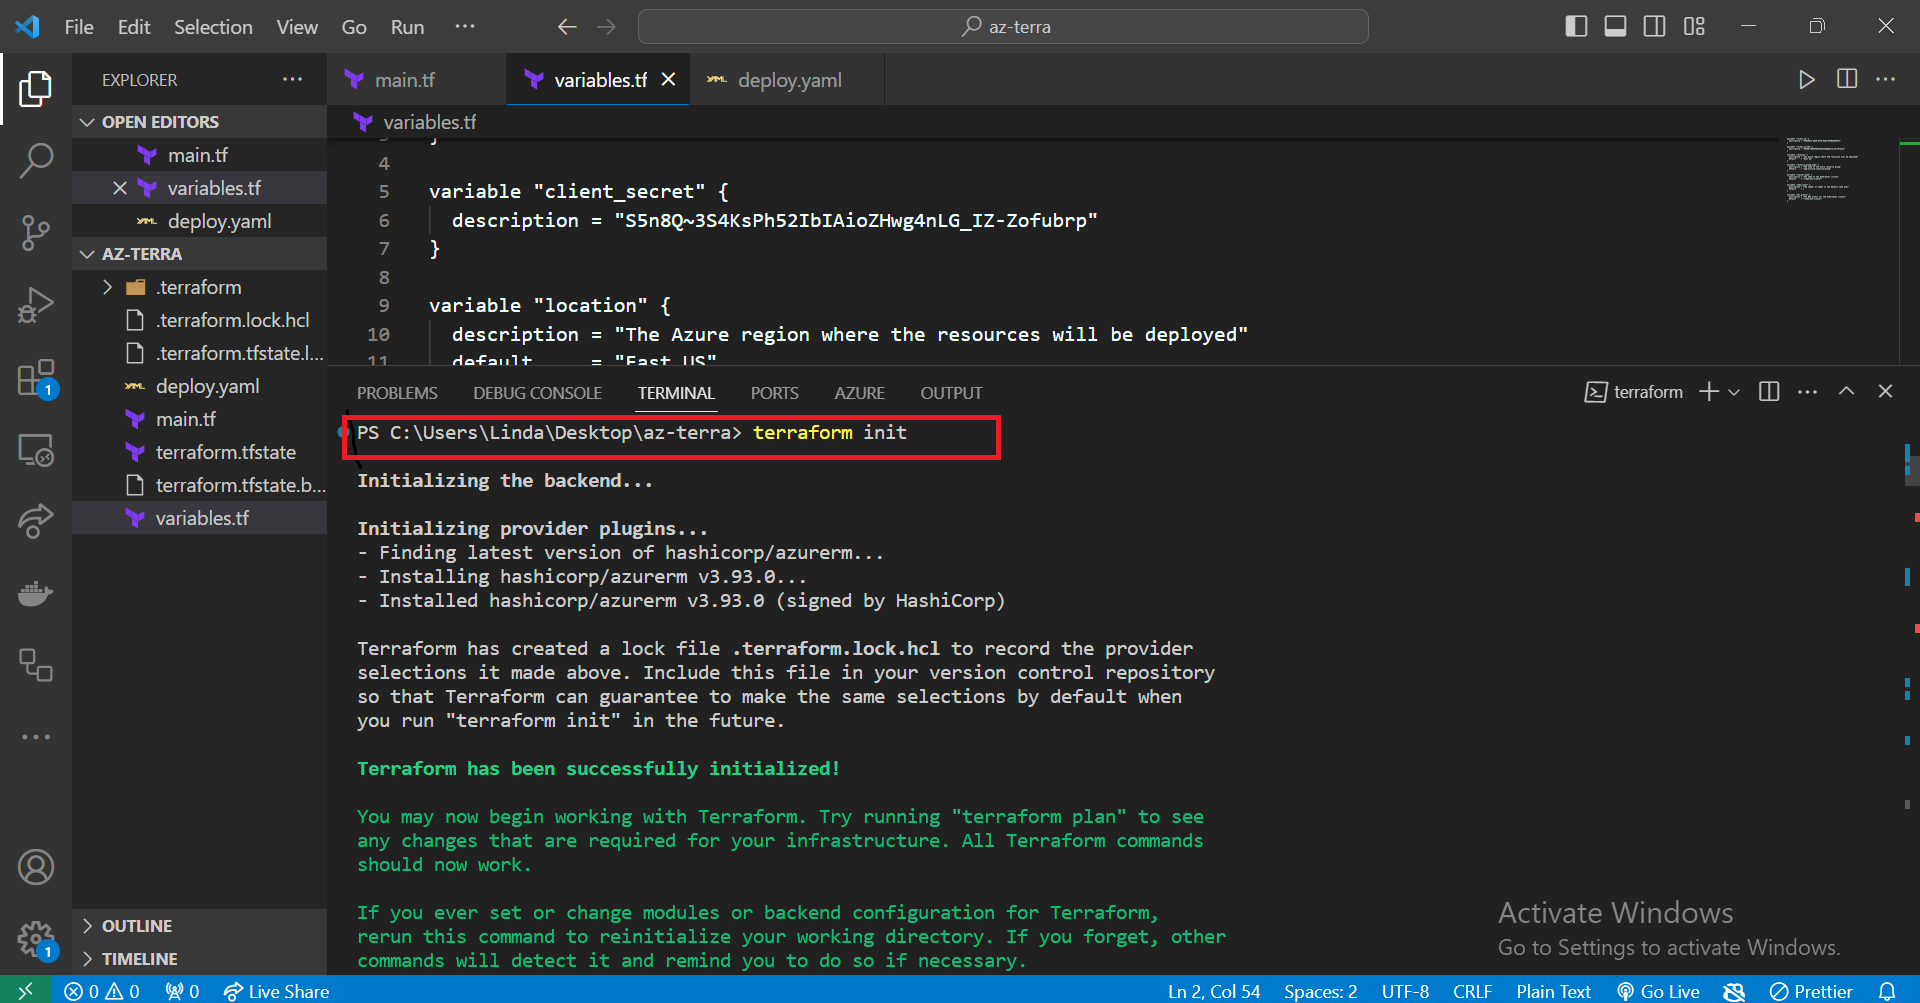 File Edit Selection View Go Run ··· az-terra
EXPLORER ···
main.tf variables.tf deploy.yaml
OPEN EDITORS
main.tf
variables.tf
deploy.yaml
AZ-TERRA
.terraform
.terraform.lock.hcl
.terraform.tfstate.l...
deploy.yaml
main.tf
terraform.tfstate
terraform.tfstate.b...
variables.tf
OUTLINE
TIMELINE
variables.tf
4
5 variable "client_secret" {
6 description = "S5n8Q~3S4KsPh52IbIAioZHwg4nLG_IZ-Zofubrp"
7 }
8
9 variable "location" {
10 description = "The Azure region where the resources will be deployed"
11 default = "East US"
PROBLEMS DEBUG CONSOLE TERMINAL PORTS AZURE OUTPUT terraform
PS C:\Users\Linda\Desktop\az-terra> terraform init
Initializing the backend...
Initializing provider plugins...
- Finding latest version of hashicorp/azurerm...
- Installing hashicorp/azurerm v3.93.0...
- Installed hashicorp/azurerm v3.93.0 (signed by HashiCorp)
Terraform has created a lock file .terraform.lock.hcl to record the provider
selections it made above. Include this file in your version control repository
so that Terraform can guarantee to make the same selections by default when
you run "terraform init" in the future.
Terraform has been successfully initialized!
You may now begin working with Terraform. Try running "terraform plan" to see
any changes that are required for your infrastructure. All Terraform commands
should now work.
If you ever set or change modules or backend configuration for Terraform,
rerun this command to reinitialize your working directory. If you forget, other
commands will detect it and remind you to do so if necessary.
Activate Windows
Go to Settings to activate Windows.
1
1
0 0 0 Live Share Ln 2, Col 54 Spaces: 2 UTF-8 CRLF Plain Text Go Live Prettier